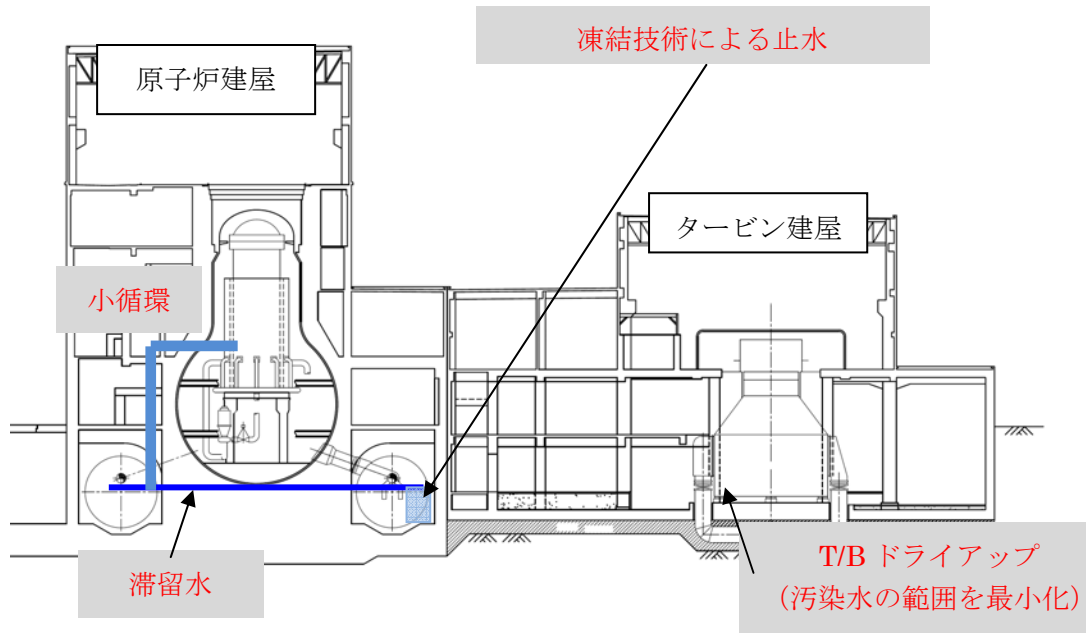 凍結技術による止水
原子炉建屋
タービン建屋
小循環
滞留水
T/B ドライアップ
（汚染水の範囲を最小化）